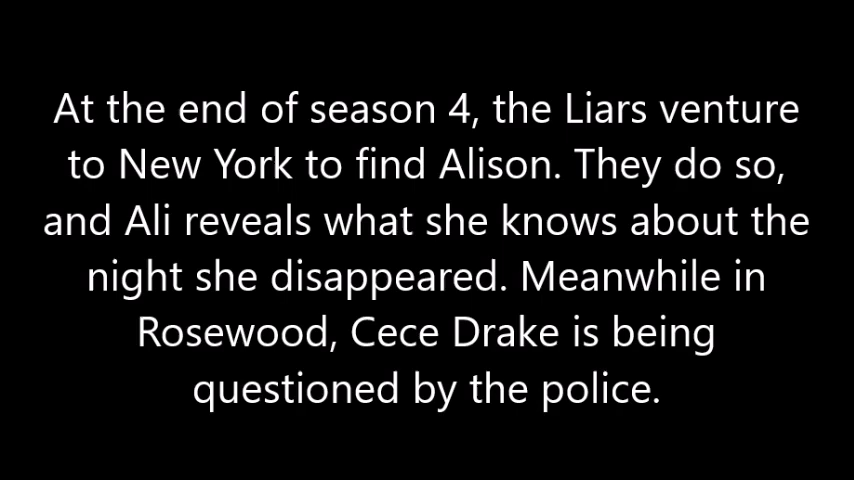 At the end of season 4, the Liars venture
to New York to find Alison. They do so,
and Ali reveals what she knows about the
night she disappeared. Meanwhile in
Rosewood, Cece Drake is being
questioned by the police.